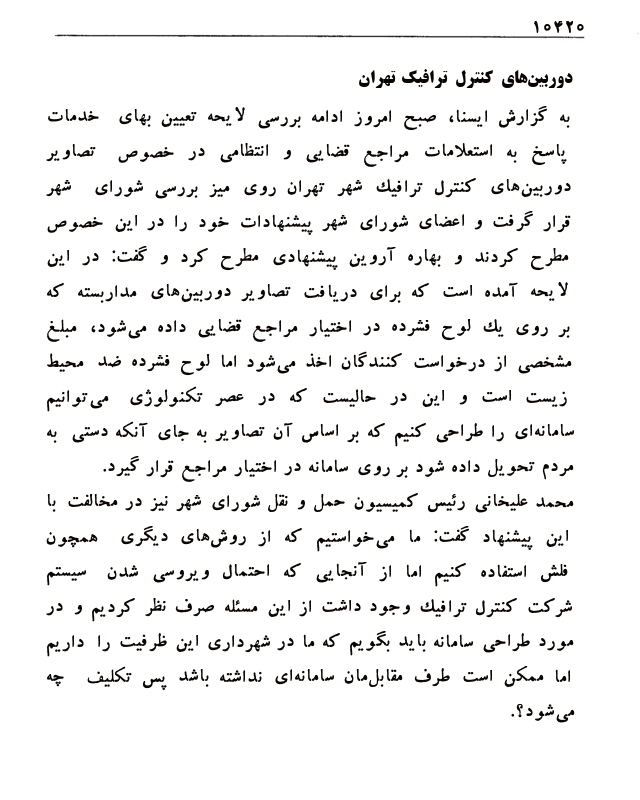 ۱۰۴۲۰
دوربین‌های کنترل ترافیک تهران
به گزارش ایسنا، صبح امروز ادامه بررسی لایحه تعیین بهای خدمات
پاسخ به استعلامات مراجع قضایی و انتظامی در خصوص تصاویر
دوربین‌های کنترل ترافیك شهر تهران روی میز بررسی شورای شهر
قرار گرفت و اعضای شورای شهر پیشنهادات خود را در این خصوص
مطرح کردند و بهاره آروین پیشنهادی مطرح کرد و گفت: در این
لایحه آمده است که برای دریافت تصاویر دوربین‌های مداربسته که
بر روی یك لوح فشرده در اختیار مراجع قضایی داده می‌شود، مبلغ
مشخصی از درخواست کنندگان اخذ می‌شود اما لوح فشرده ضد محیط
زیست است و این در حالیست که در عصر تکنولوژی می‌توانیم
سامانه‌ای را طراحی کنیم که بر اساس آن تصاویر به جای آنکه دستی به
مردم تحویل داده شود بر روی سامانه در اختیار مراجع قرار گیرد.
محمد علیخانی رئیس کمیسیون حمل و نقل شورای شهر نیز در مخالفت با
این پیشنهاد گفت: ما می‌خواستیم که از روش‌های دیگری همچون
فلش استفاده کنیم اما از آنجایی که احتمال ویروسی شدن سیستم
شرکت کنترل ترافیك وجود داشت از این مسئله صرف نظر کردیم و در
مورد طراحی سامانه باید بگویم که ما در شهرداری این ظرفیت را داریم
اما ممکن است طرف مقابل‌مان سامانه‌ای نداشته باشد پس تکلیف چه
می‌شود؟.